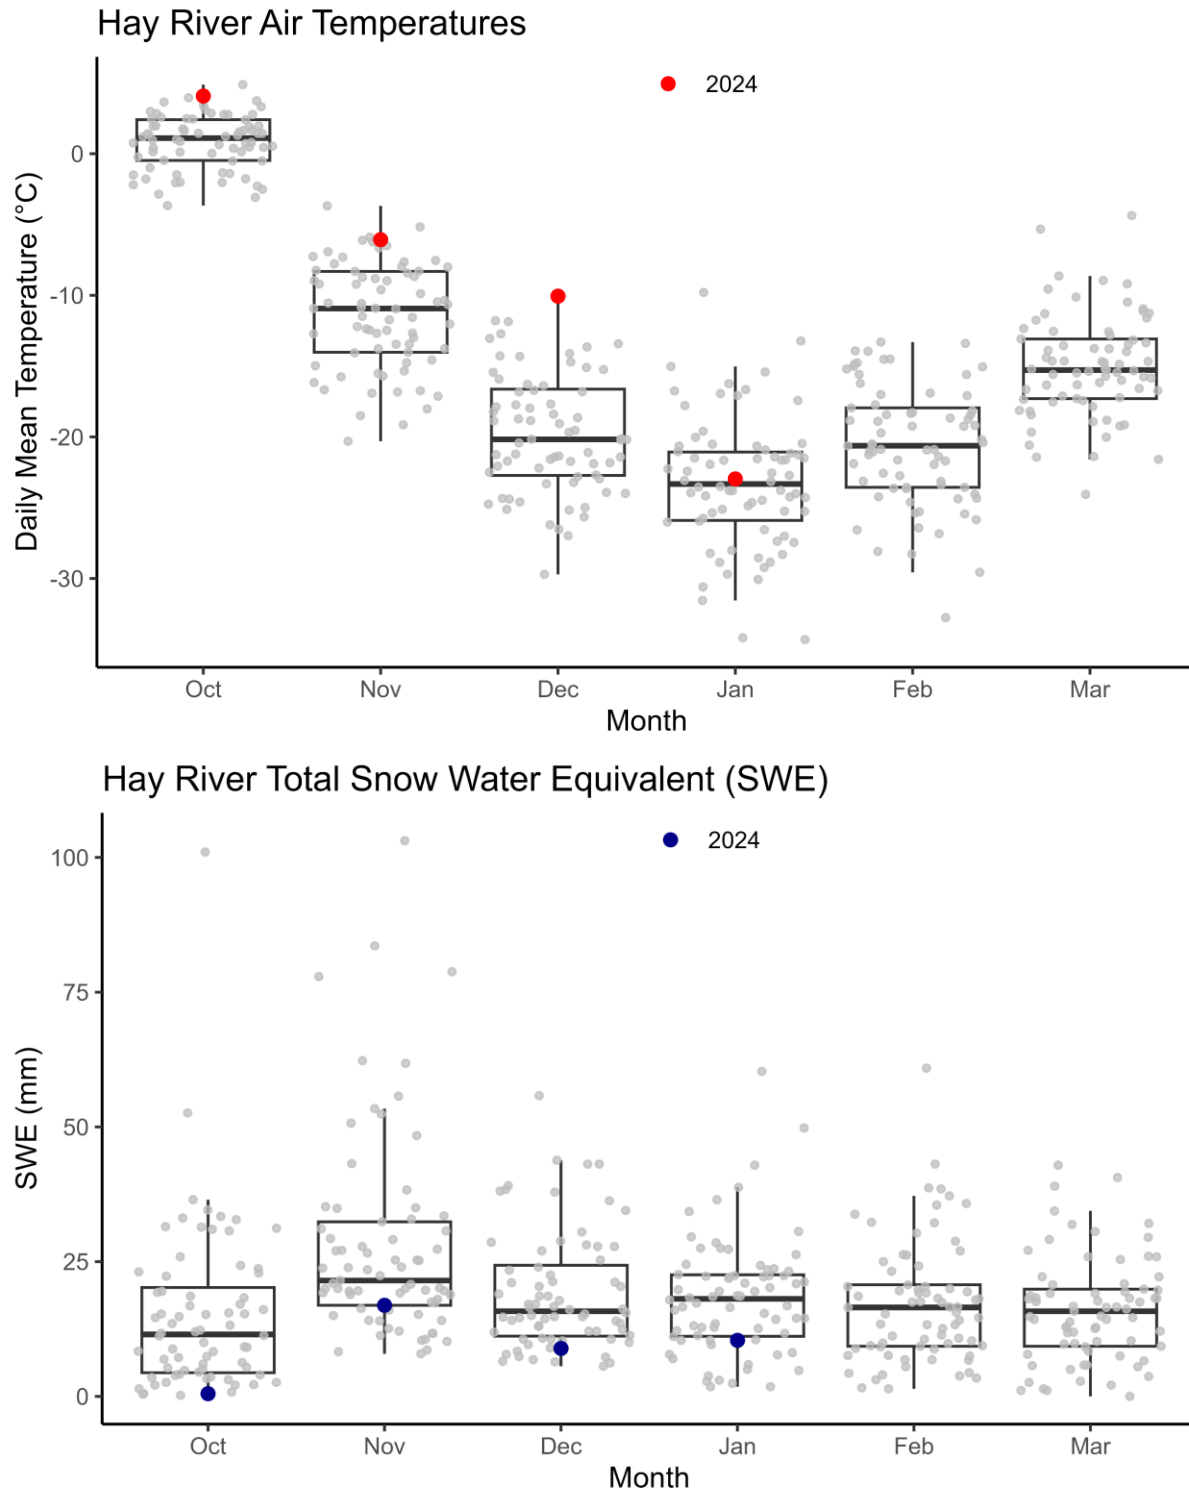 Hay River Air Temperatures
2024
Daily Mean Temperature (°C)
0
-10
-20
-30
Oct Nov Dec Jan Feb Mar
Month
Hay River Total Snow Water Equivalent (SWE)
2024
SWE (mm)
100
75
50
25
0
Oct Nov Dec Jan Feb Mar
Month